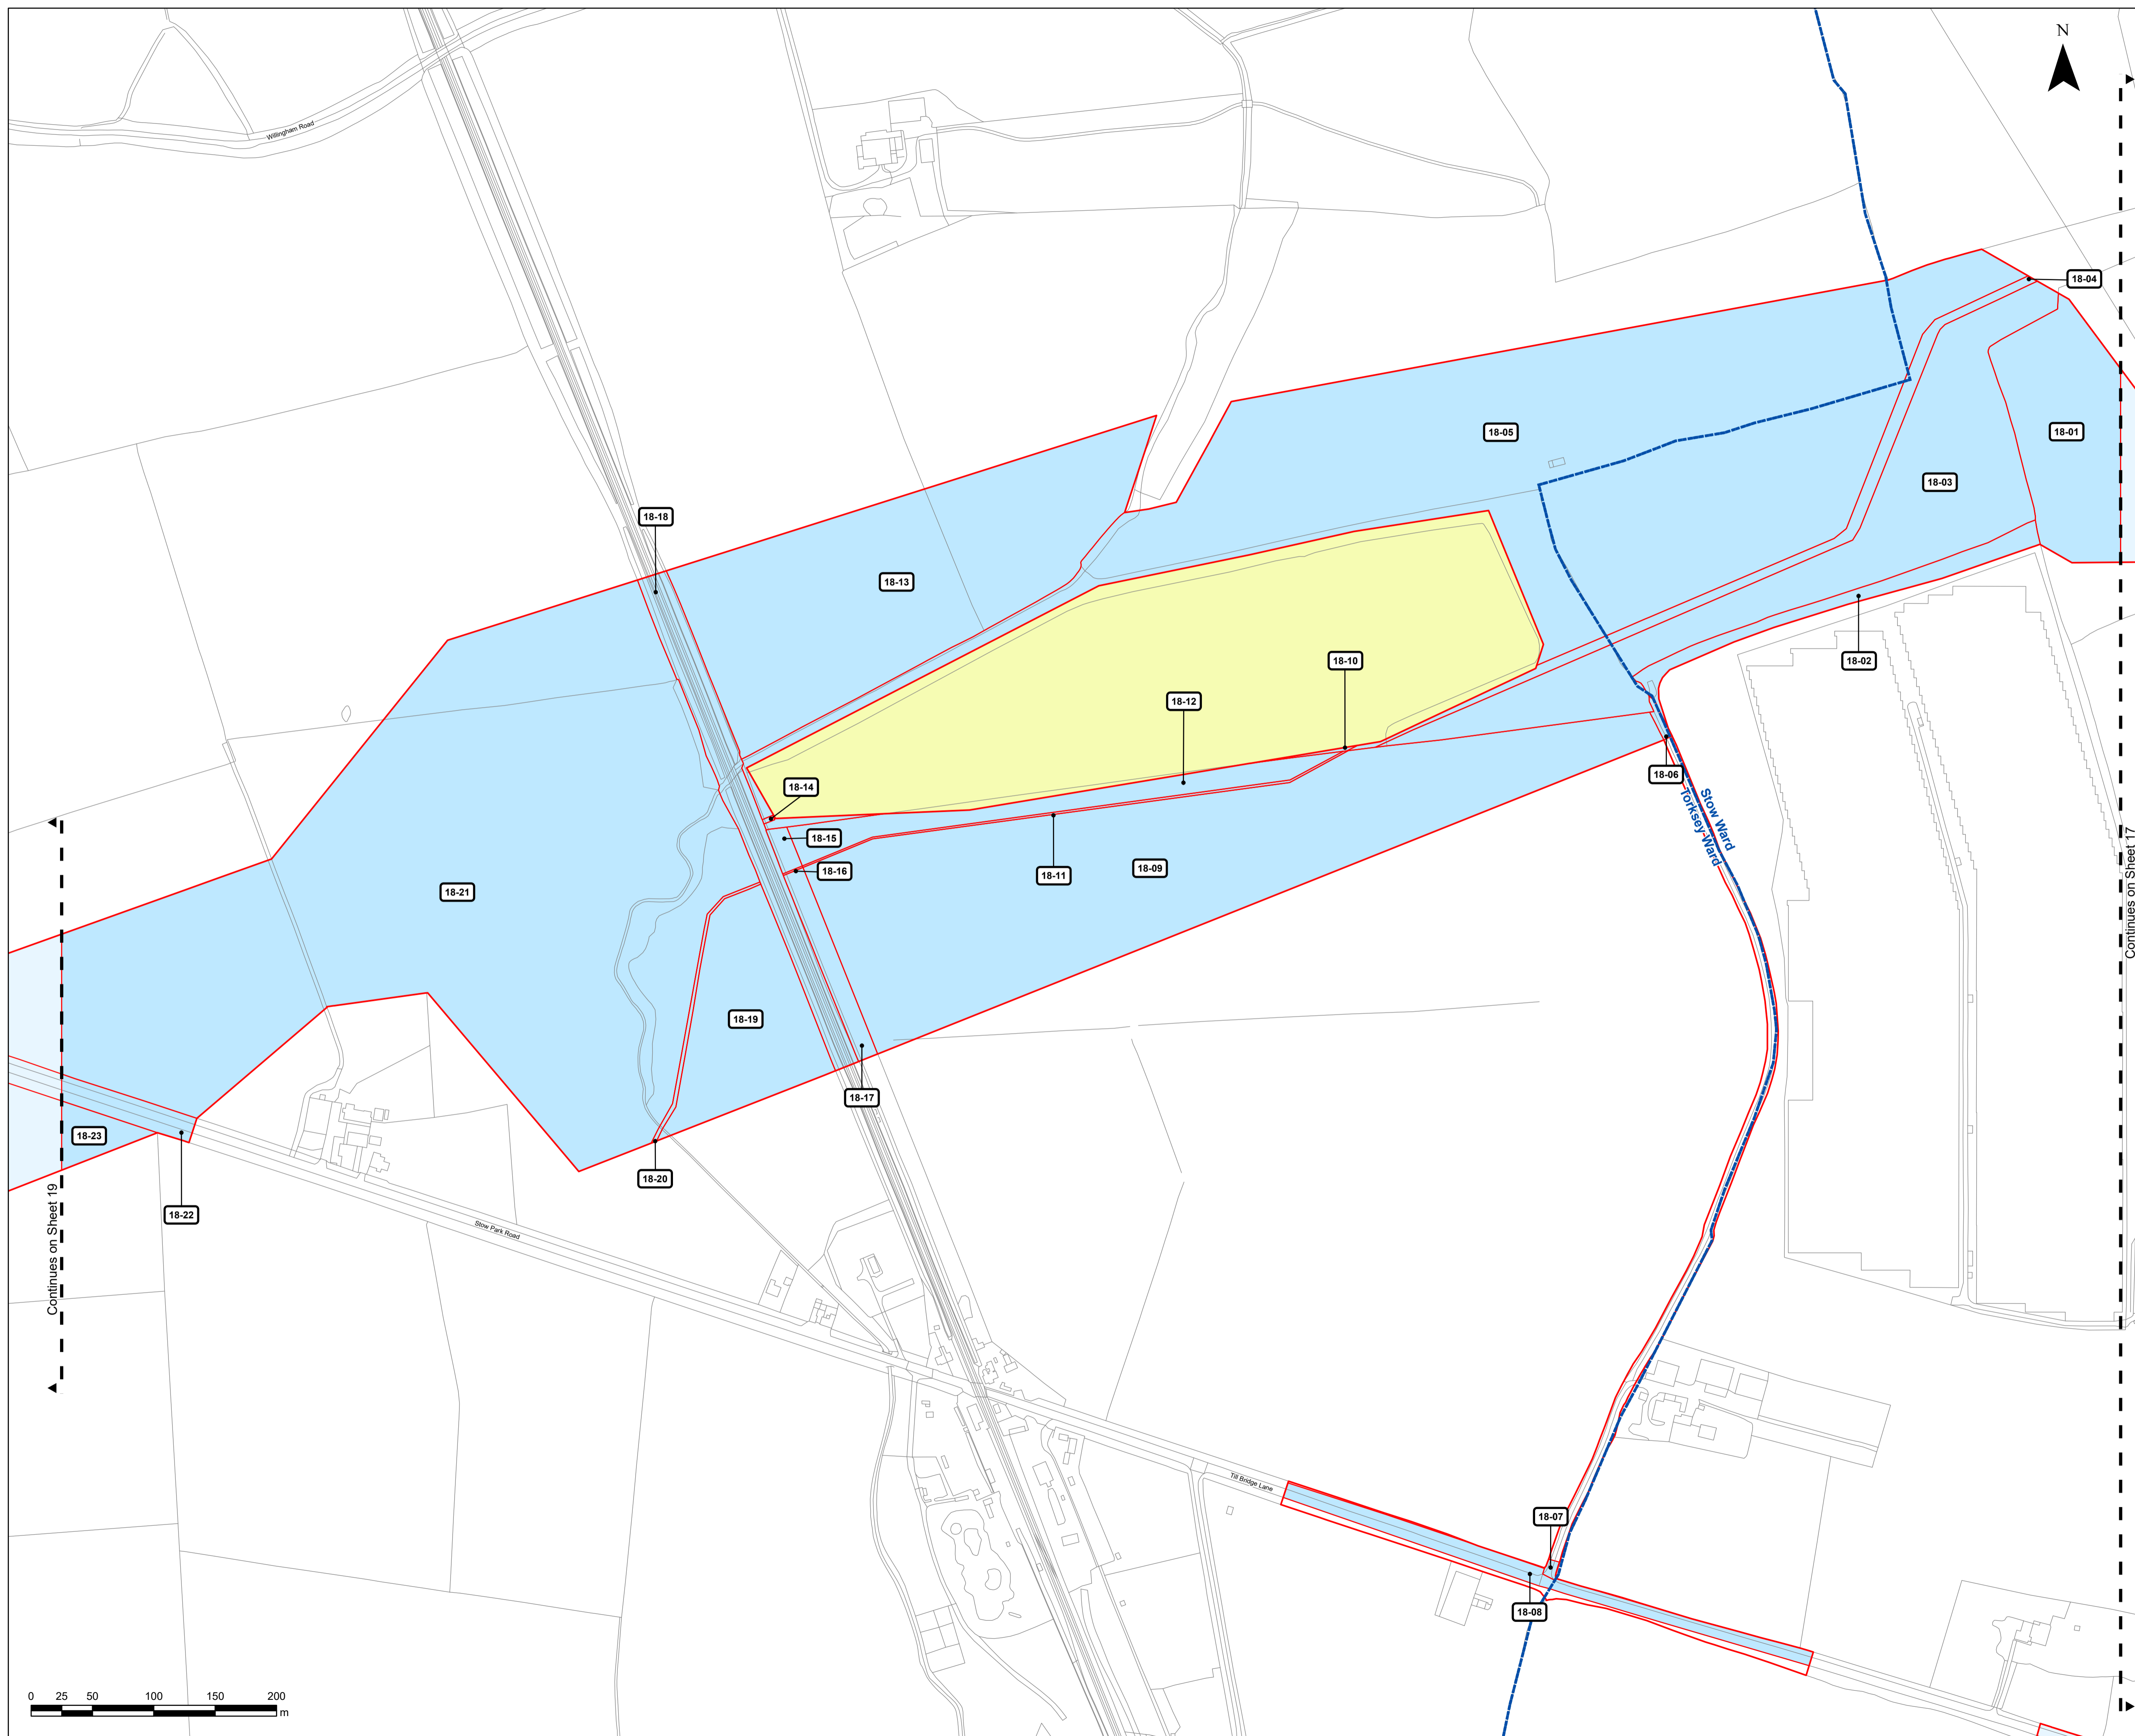 N
Willingham Road
18-04
18-01
18-05
18-03
18-18
18-13
18-10
18-02
18-12
18-06
18-14
18-15
18-16
18-11
18-09
Stow Ward
Torksey Ward
Continues on Sheet 17
18-21
18-19
18-17
18-23
18-20
18-22
Continues on Sheet 19
Stow Park Road
Till Bridge Lane
18-07
18-08
0 25 50 100 150 200
m